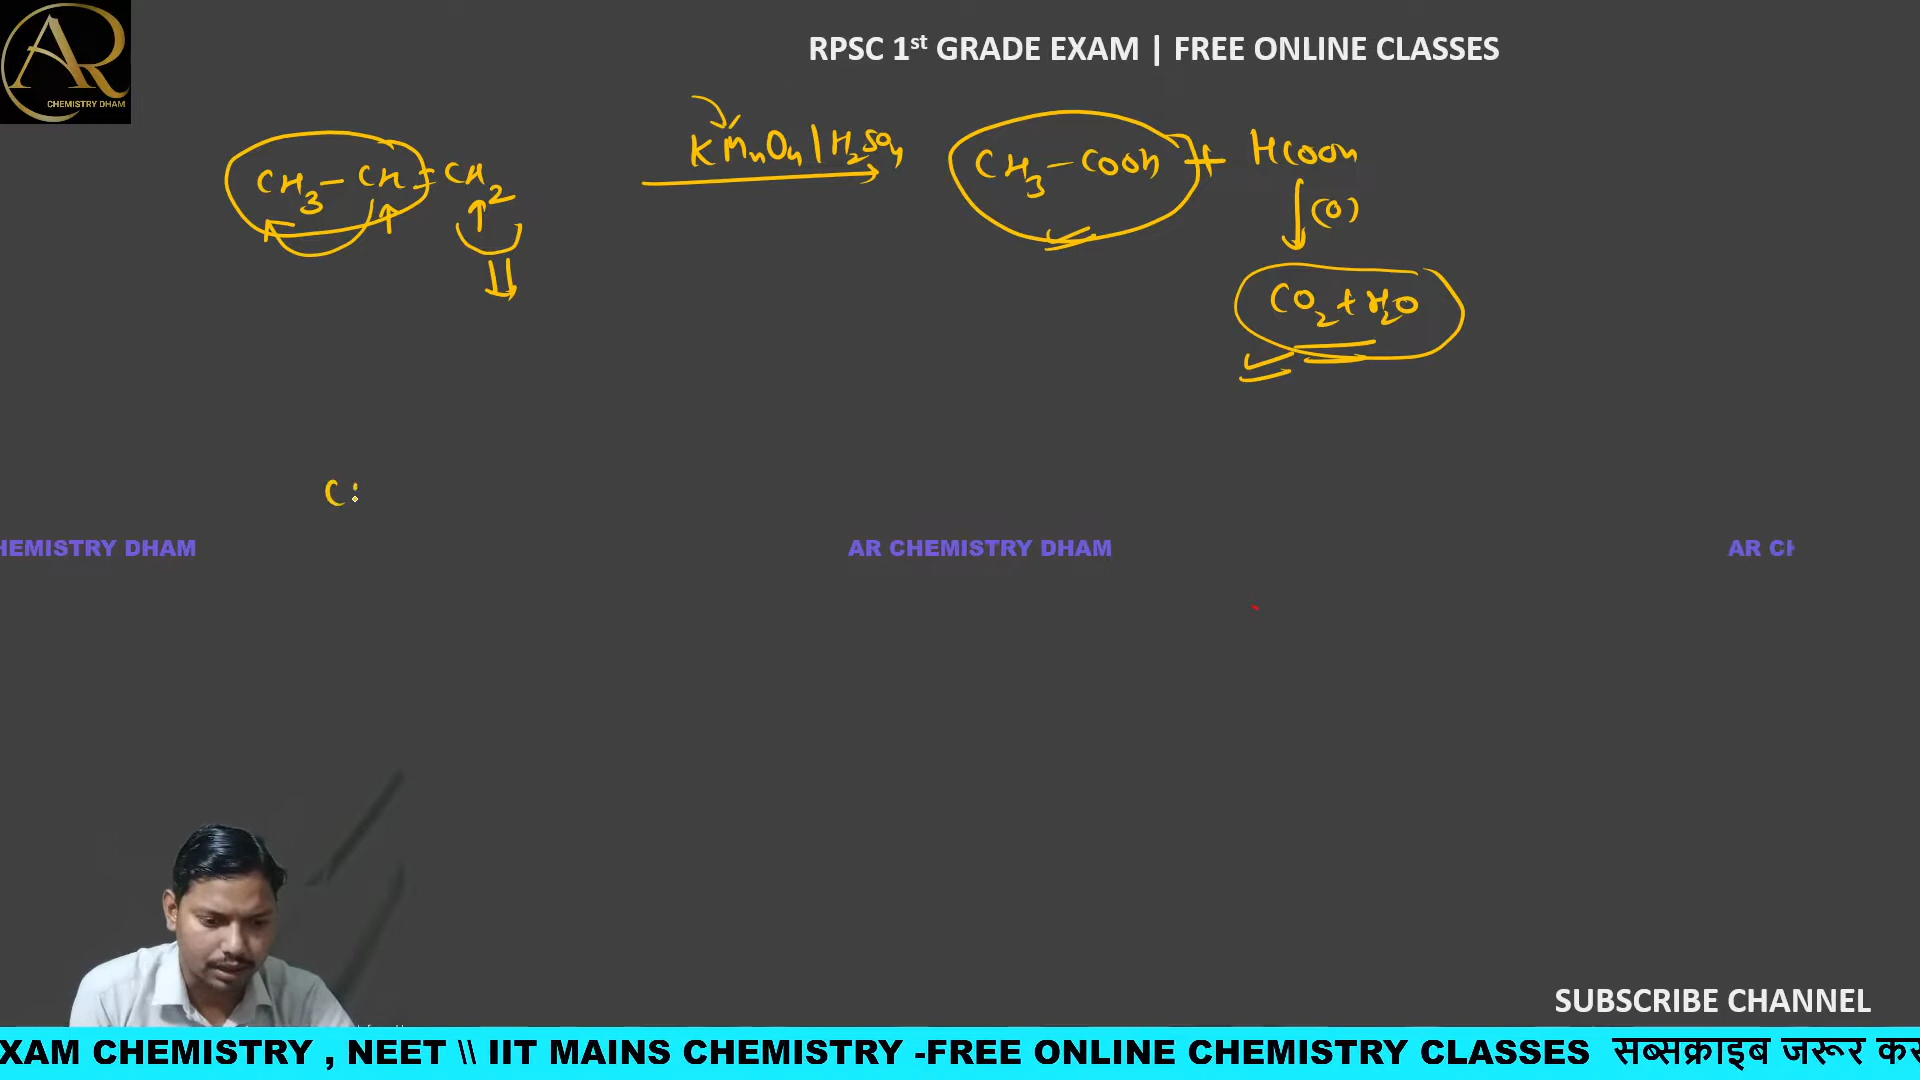 AR
CHEMISTRY DHAM
RPSC 1st GRADE EXAM | FREE ONLINE CLASSES
CH3-CH=CH2 KMnO4|H2SO4 CH3-COOH + HCOOH
(O)
CO2+H2O
C
HEMISTRY DHAM AR CHEMISTRY DHAM AR CH
SUBSCRIBE CHANNEL
XAM CHEMISTRY , NEET \\ IIT MAINS CHEMISTRY -FREE ONLINE CHEMISTRY CLASSES सब्सक्राइब जरूर कर